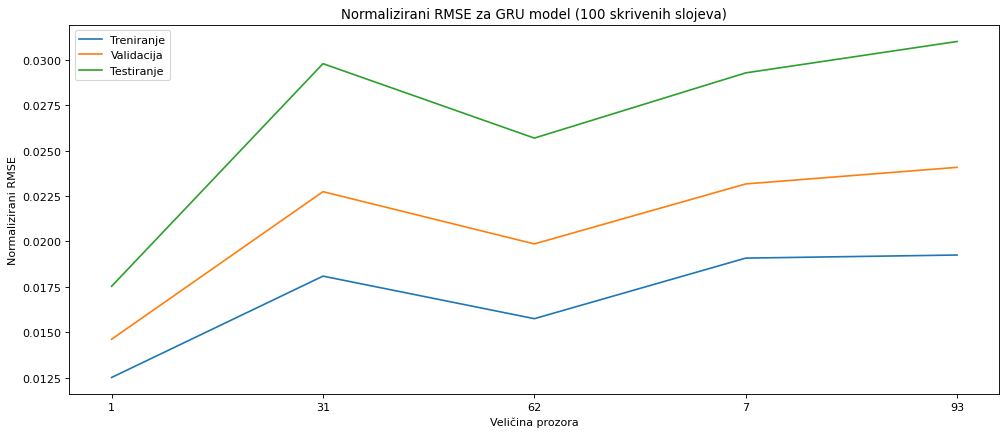 Normalizirani RMSE za GRU model (100 skrivenih slojeva)
Treniranje
Validacija
Testiranje
Normalizirani RMSE
0.0300
0.0275
0.0250
0.0225
0.0200
0.0175
0.0150
0.0125
1 31 62 7 93
Veličina prozora